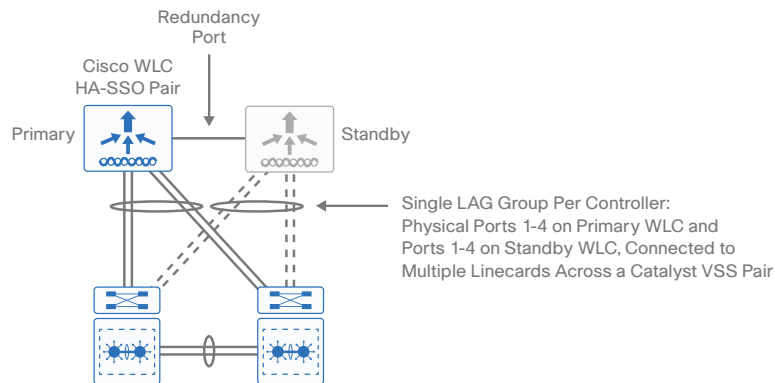 Redundancy
Port
Cisco WLC
HA-SSO Pair
Primary
Standby
Single LAG Group Per Controller:
Physical Ports 1-4 on Primary WLC and
Ports 1-4 on Standby WLC, Connected to
Multiple Linecards Across a Catalyst VSS Pair